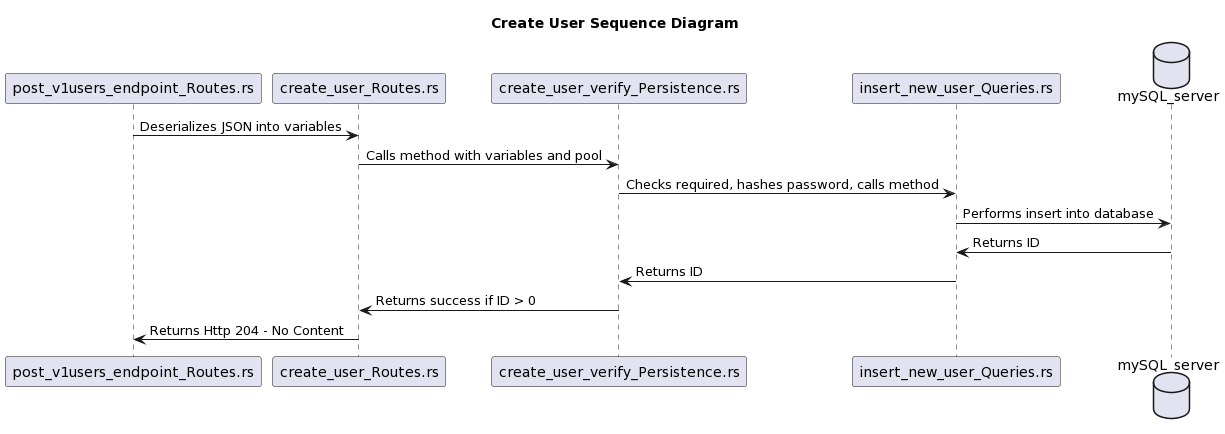 Create User Sequence Diagram
post_v1users_endpoint_Routes.rs
create_user_Routes.rs
create_user_verify_Persistence.rs
insert_new_user_Queries.rs
mySQL_server
Deserializes JSON into variables
Calls method with variables and pool
Checks required, hashes password, calls method
Performs insert into database
Returns ID
Returns ID
Returns success if ID > 0
Returns Http 204 - No Content
post_v1users_endpoint_Routes.rs
create_user_Routes.rs
create_user_verify_Persistence.rs
insert_new_user_Queries.rs
mySQL_server